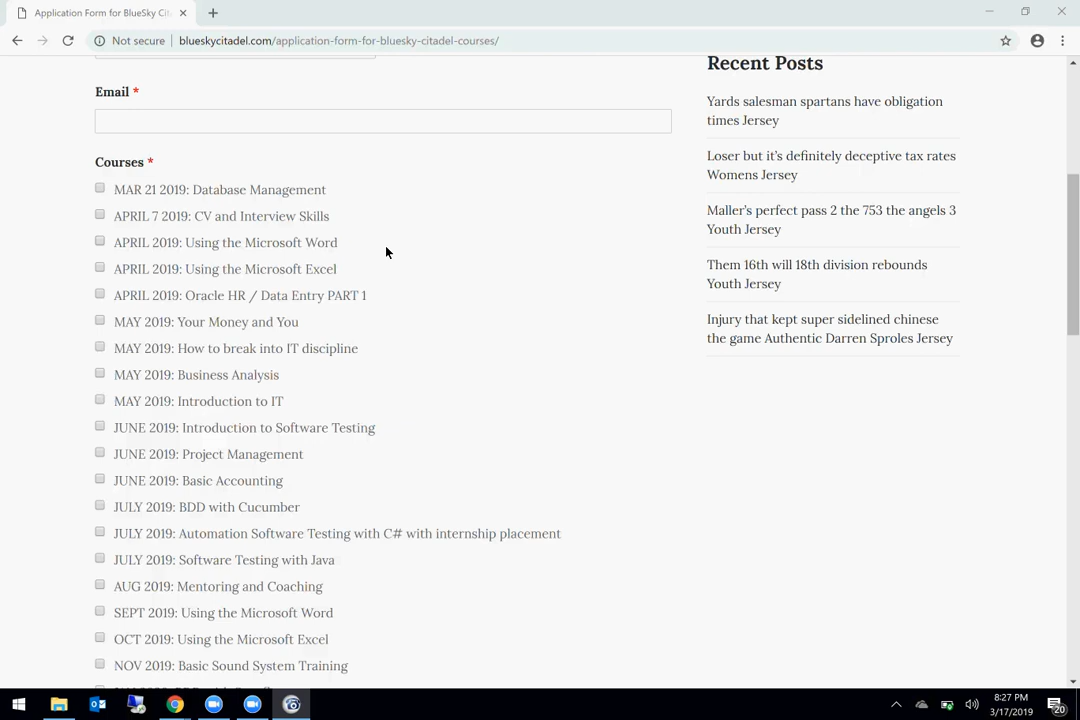 Application Form for BlueSky Cit
Not secure | blueskycitadel.com/application-form-for-bluesky-citadel-courses/
Email *
Courses *
MAR 21 2019: Database Management
APRIL 7 2019: CV and Interview Skills
APRIL 2019: Using the Microsoft Word
APRIL 2019: Using the Microsoft Excel
APRIL 2019: Oracle HR / Data Entry PART 1
MAY 2019: Your Money and You
MAY 2019: How to break into IT discipline
MAY 2019: Business Analysis
MAY 2019: Introduction to IT
JUNE 2019: Introduction to Software Testing
JUNE 2019: Project Management
JUNE 2019: Basic Accounting
JULY 2019: BDD with Cucumber
JULY 2019: Automation Software Testing with C# with internship placement
JULY 2019: Software Testing with Java
AUG 2019: Mentoring and Coaching
SEPT 2019: Using the Microsoft Word
OCT 2019: Using the Microsoft Excel
NOV 2019: Basic Sound System Training
Recent Posts
Yards salesman spartans have obligation
times Jersey
Loser but it's definitely deceptive tax rates
Womens Jersey
Maller's perfect pass 2 the 753 the angels 3
Youth Jersey
Them 16th will 18th division rebounds
Youth Jersey
Injury that kept super sidelined chinese
the game Authentic Darren Sproles Jersey
8:27 PM
3/17/2019
20